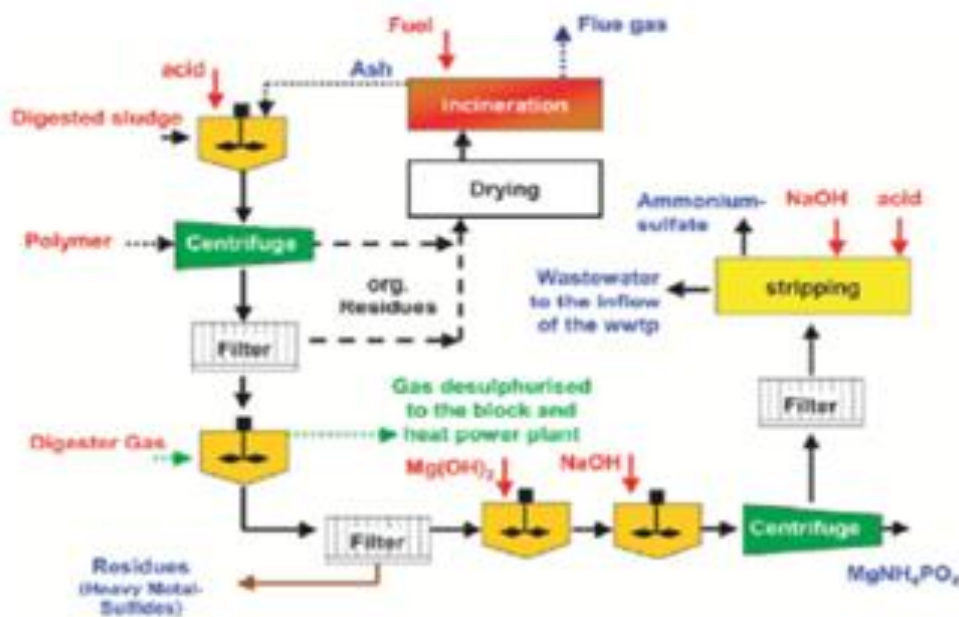 Fuel
Flue gas
acid
Ash
incineration
Digested sludge
Drying
Ammonium-
sulfate
NaOH
acid
Polymer
Centrifuge
org.
Residues
Wastewater
to the inflow
of the wwtp
stripping
Filter
Gas desulphurised
to the block and
heat power plant
Filter
Digester Gas
Mg(OH)₂
NaOH
Filter
Centrifuge
Residues
(Heavy Metal-
Sulfides)
MgNH₄PO₄